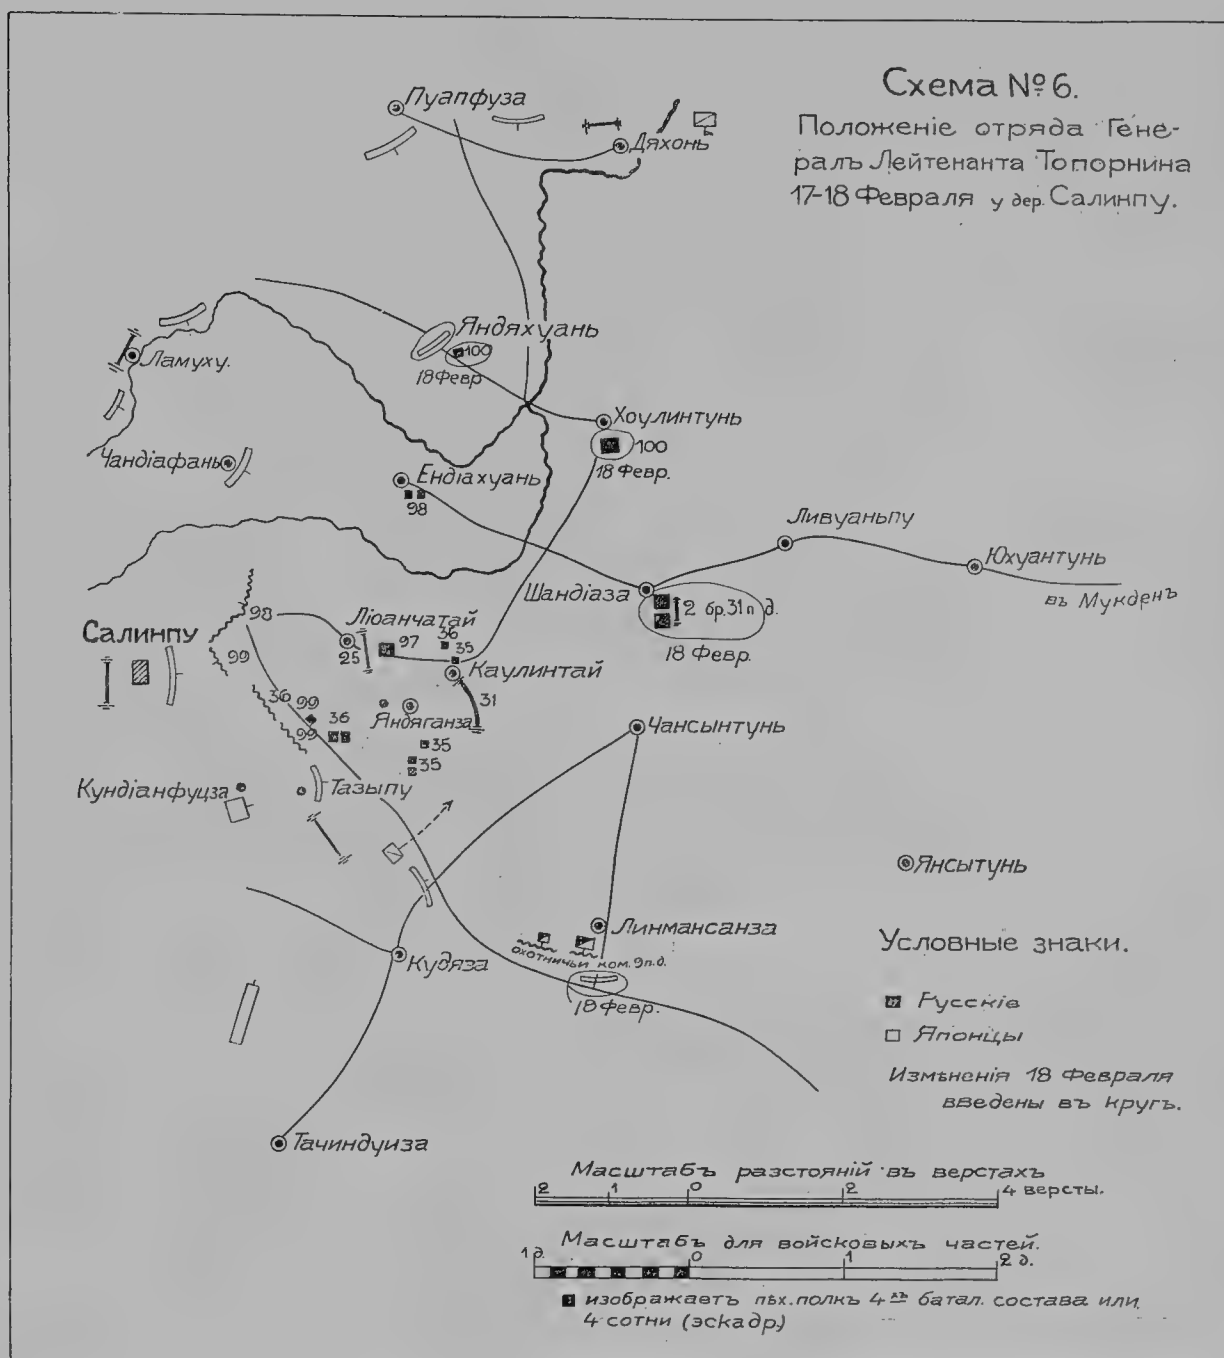 Схема № 6.
Положеніе отряда Гене-
ралъ Лейтенанта Топорнина
17-18 Февраля у дер. Салинпу.
Пуапфуза
Дяхонь
Яндяхуань
100
18 Февр
Ламуху.
Хоулинтунь
100
18 Февр.
Чандіафань
Ендіахуань
98
Ливуаньпу
Юхуантунь
въ Мукденъ
Шандіаза
2 бр. 31 п д.
18 Февр.
98
Ліоанчатай
Салинпу
99
25
97
36
35
Каулинтай
31
36
99
99
36
Яндяганза
35
35
Чансынтунь
Кундіанфуцза
Тазыпу
Янсытунь
Линмансанза
охотничьи ком. 9 п. д.
18 Февр.
Кудяза
Тачиндуиза
Условные знаки.
Русскіе
Японцы
Измѣненія 18 Февраля
введены въ кругъ.
Масштабъ разстояній въ верстахъ
2 1 0 2 4 версты.
Масштабъ для войсковыхъ частей.
1 д. 0 1 2 д.
изображаетъ пѣх. полкъ 4хъ батал. состава или
4 сотни (эскадр.)